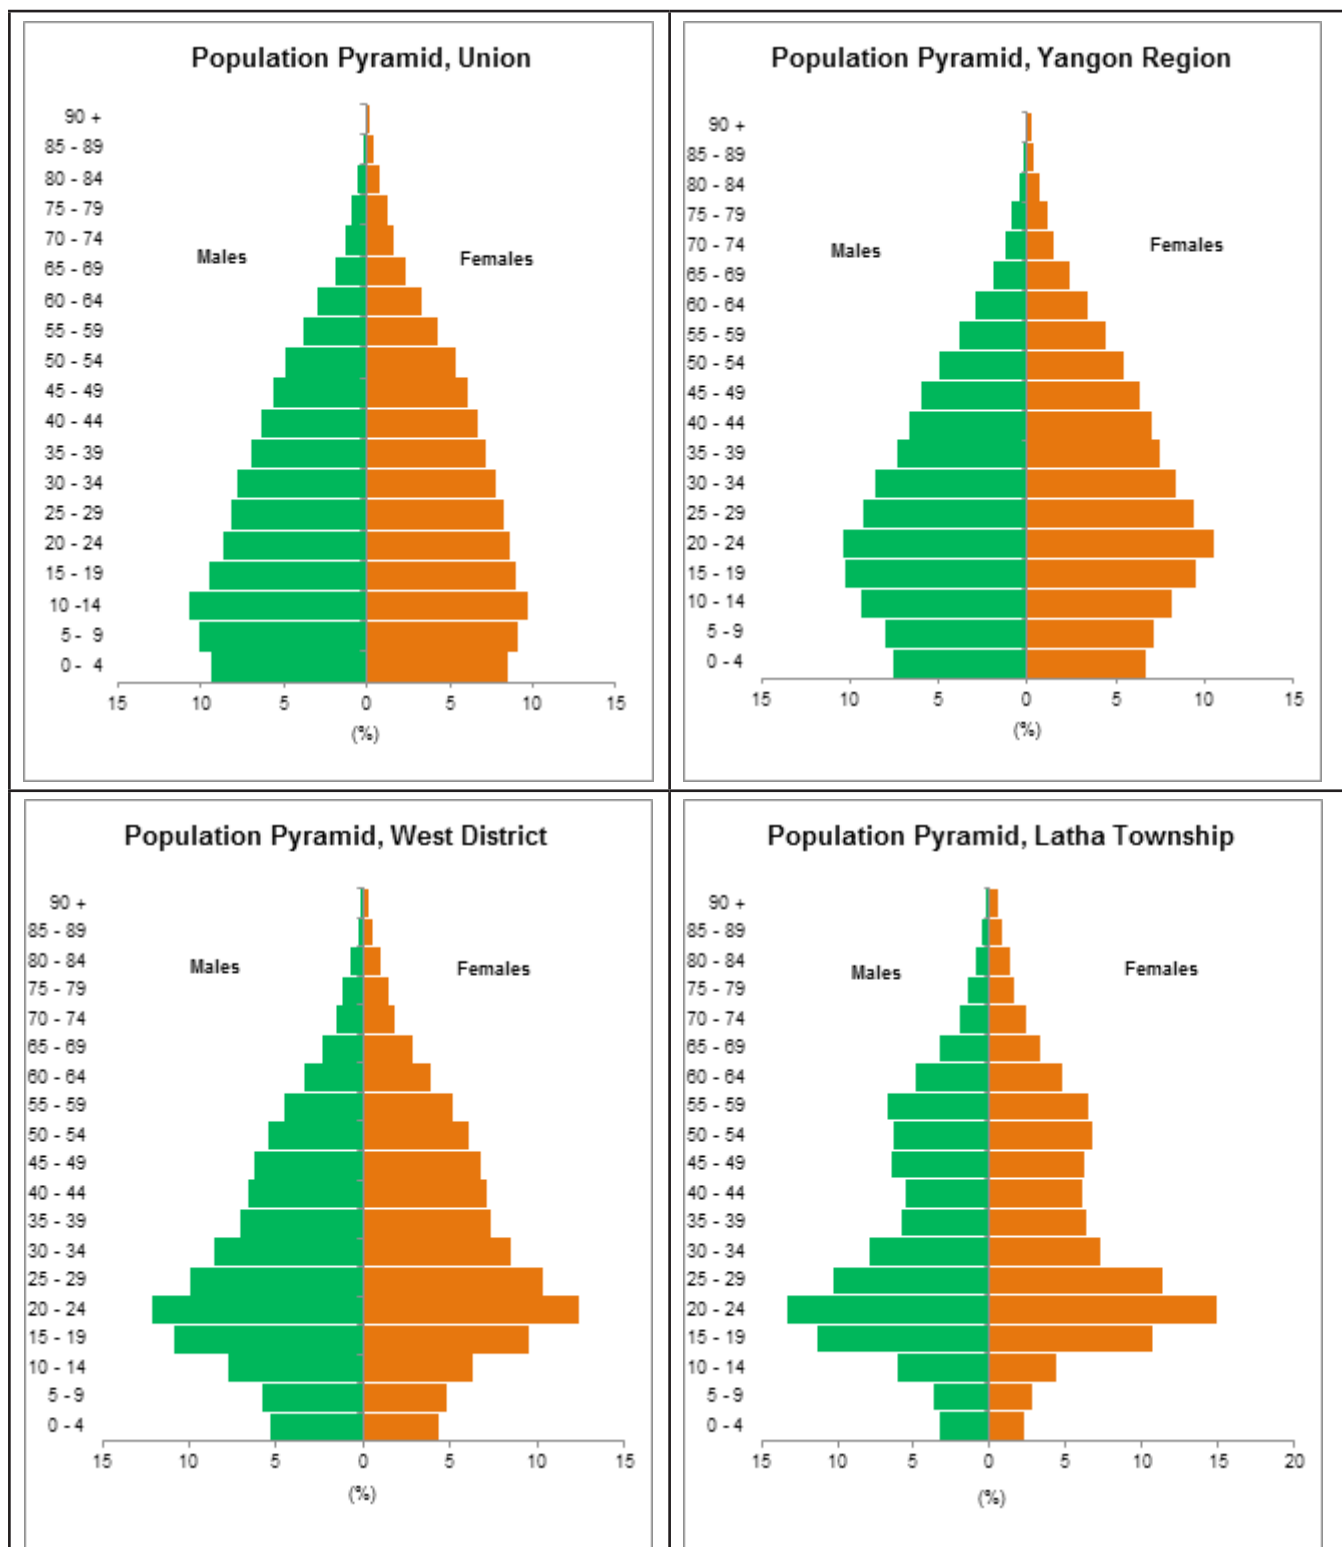 Population Pyramid, Union
90 +
85 - 89
80 - 84
75 - 79
70 - 74
65 - 69
60 - 64
55 - 59
50 - 54
45 - 49
40 - 44
35 - 39
30 - 34
25 - 29
20 - 24
15 - 19
10 -14
5 - 9
0 - 4
Males
Females
15 10 5 0 5 10 15
(%)
Population Pyramid, Yangon Region
90 +
85 - 89
80 - 84
75 - 79
70 - 74
65 - 69
60 - 64
55 - 59
50 - 54
45 - 49
40 - 44
35 - 39
30 - 34
25 - 29
20 - 24
15 - 19
10 - 14
5 - 9
0 - 4
Males
Females
15 10 5 0 5 10 15
(%)
Population Pyramid, West District
90 +
85 - 89
80 - 84
75 - 79
70 - 74
65 - 69
60 - 64
55 - 59
50 - 54
45 - 49
40 - 44
35 - 39
30 - 34
25 - 29
20 - 24
15 - 19
10 - 14
5 - 9
0 - 4
Males
Females
15 10 5 0 5 10 15
(%)
Population Pyramid, Latha Township
90 +
85 - 89
80 - 84
75 - 79
70 - 74
65 - 69
60 - 64
55 - 59
50 - 54
45 - 49
40 - 44
35 - 39
30 - 34
25 - 29
20 - 24
15 - 19
10 - 14
5 - 9
0 - 4
Males
Females
15 10 5 0 5 10 15 20
(%)